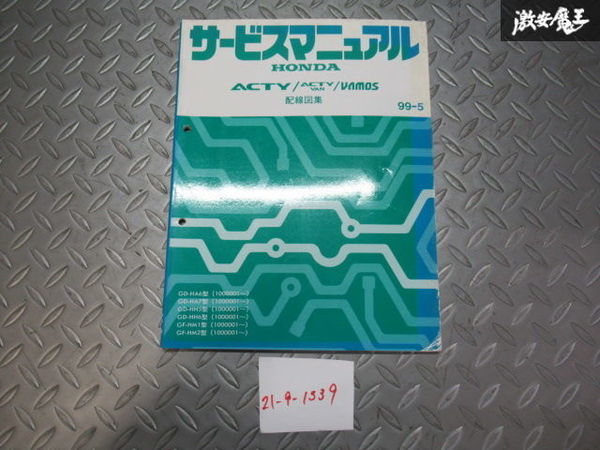 激安魔王
サービスマニュアル
HONDA
ACTY/ACTY VAN/VAMOS
配線図集
99-5
GD-HA6型 (1000001～)
GD-HA7型 (1000001～)
GD-HH5型 (1000001～)
GD-HH6型 (1000001～)
GF-HM1型 (1000001～)
GF-HM2型 (1000001～)
21-9-1339